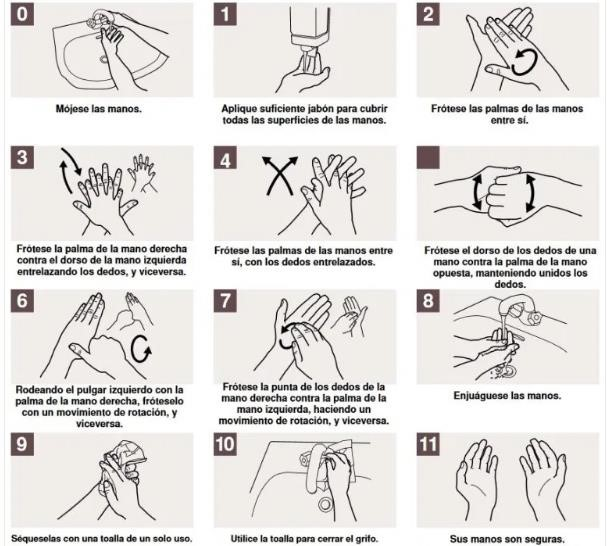 0
Mójese las manos.
1
Aplique suficiente jabón para cubrir
todas las superficies de las manos.
2
Frótese las palmas de las manos
entre sí.
3
Frótese la palma de la mano derecha
contra el dorso de la mano izquierda
entrelazando los dedos, y viceversa.
4
Frótese las palmas de las manos entre
sí, con los dedos entrelazados.
Frótese el dorso de los dedos de una
mano contra la palma de la mano
opuesta, manteniendo unidos los
dedos.
6
Rodeando el pulgar izquierdo con la
palma de la mano derecha, fróteselo
con un movimiento de rotación, y
viceversa.
7
Frótese la punta de los dedos de la
mano derecha contra la palma de la
mano izquierda, haciendo un
movimiento de rotación, y viceversa.
8
Enjuáguese las manos.
9
Séqueselas con una toalla de un solo uso.
10
Utilice la toalla para cerrar el grifo.
11
Sus manos son seguras.